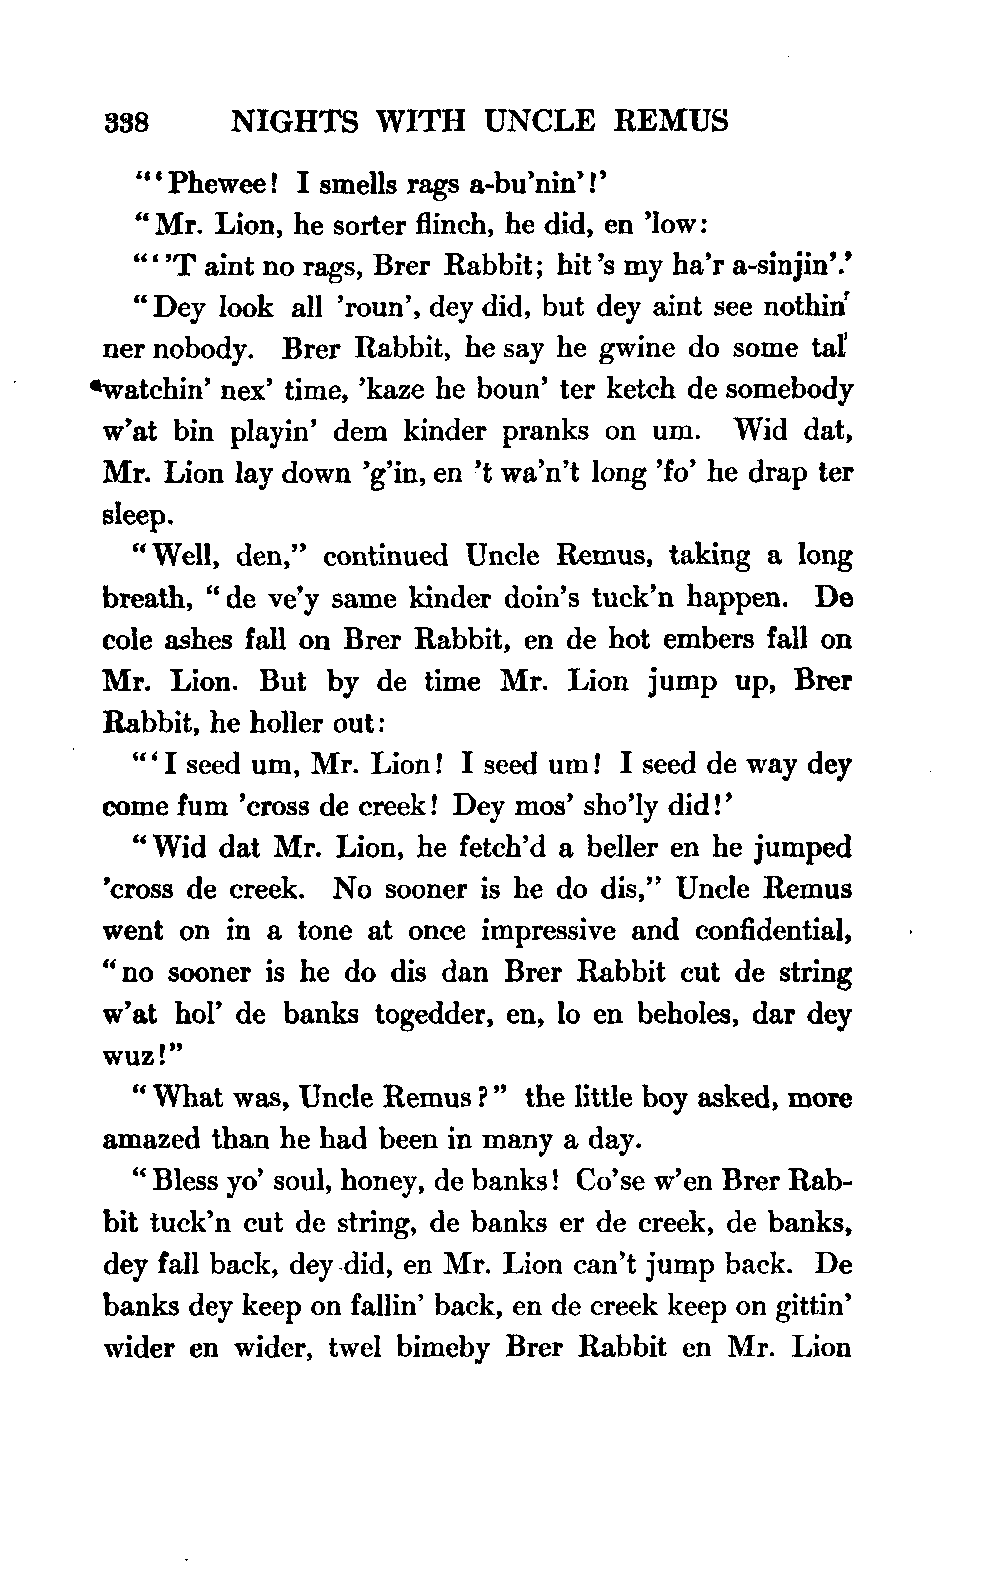 338 NIGHTS WITH UNCLE REMUS
"'Phewee! I smells rags a-bu'nin'!'
"Mr. Lion, he sorter flinch, he did, en 'low:
"''T aint no rags, Brer Rabbit; hit's my ha'r a-sinjin'.'
"Dey look all 'roun', dey did, but dey aint see nothin'
ner nobody. Brer Rabbit, he say he gwine do some tal'
watchin' nex' time, 'kaze he boun' ter ketch de somebody
w'at bin playin' dem kinder pranks on um. Wid dat,
Mr. Lion lay down 'g'in, en 't wa'n't long 'fo' he drap ter
sleep.
"Well, den," continued Uncle Remus, taking a long
breath, "de ve'y same kinder doin's tuck'n happen. De
cole ashes fall on Brer Rabbit, en de hot embers fall on
Mr. Lion. But by de time Mr. Lion jump up, Brer
Rabbit, he holler out:
"'I seed um, Mr. Lion! I seed um! I seed de way dey
come fum 'cross de creek! Dey mos' sho'ly did!'
"Wid dat Mr. Lion, he fetch'd a beller en he jumped
'cross de creek. No sooner is he do dis," Uncle Remus
went on in a tone at once impressive and confidential,
"no sooner is he do dis dan Brer Rabbit cut de string
w'at hol' de banks togedder, en, lo en beholes, dar dey
wuz!"
"What was, Uncle Remus?" the little boy asked, more
amazed than he had been in many a day.
"Bless yo' soul, honey, de banks! Co'se w'en Brer Rab-
bit tuck'n cut de string, de banks er de creek, de banks,
dey fall back, dey did, en Mr. Lion can't jump back. De
banks dey keep on fallin' back, en de creek keep on gittin'
wider en wider, twel bimeby Brer Rabbit en Mr. Lion